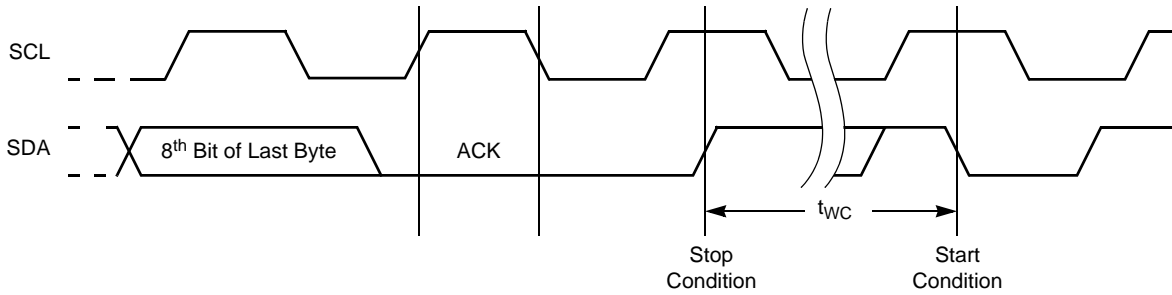 SCL
SDA
8th Bit of Last Byte
ACK
tWC
Stop
Condition
Start
Condition